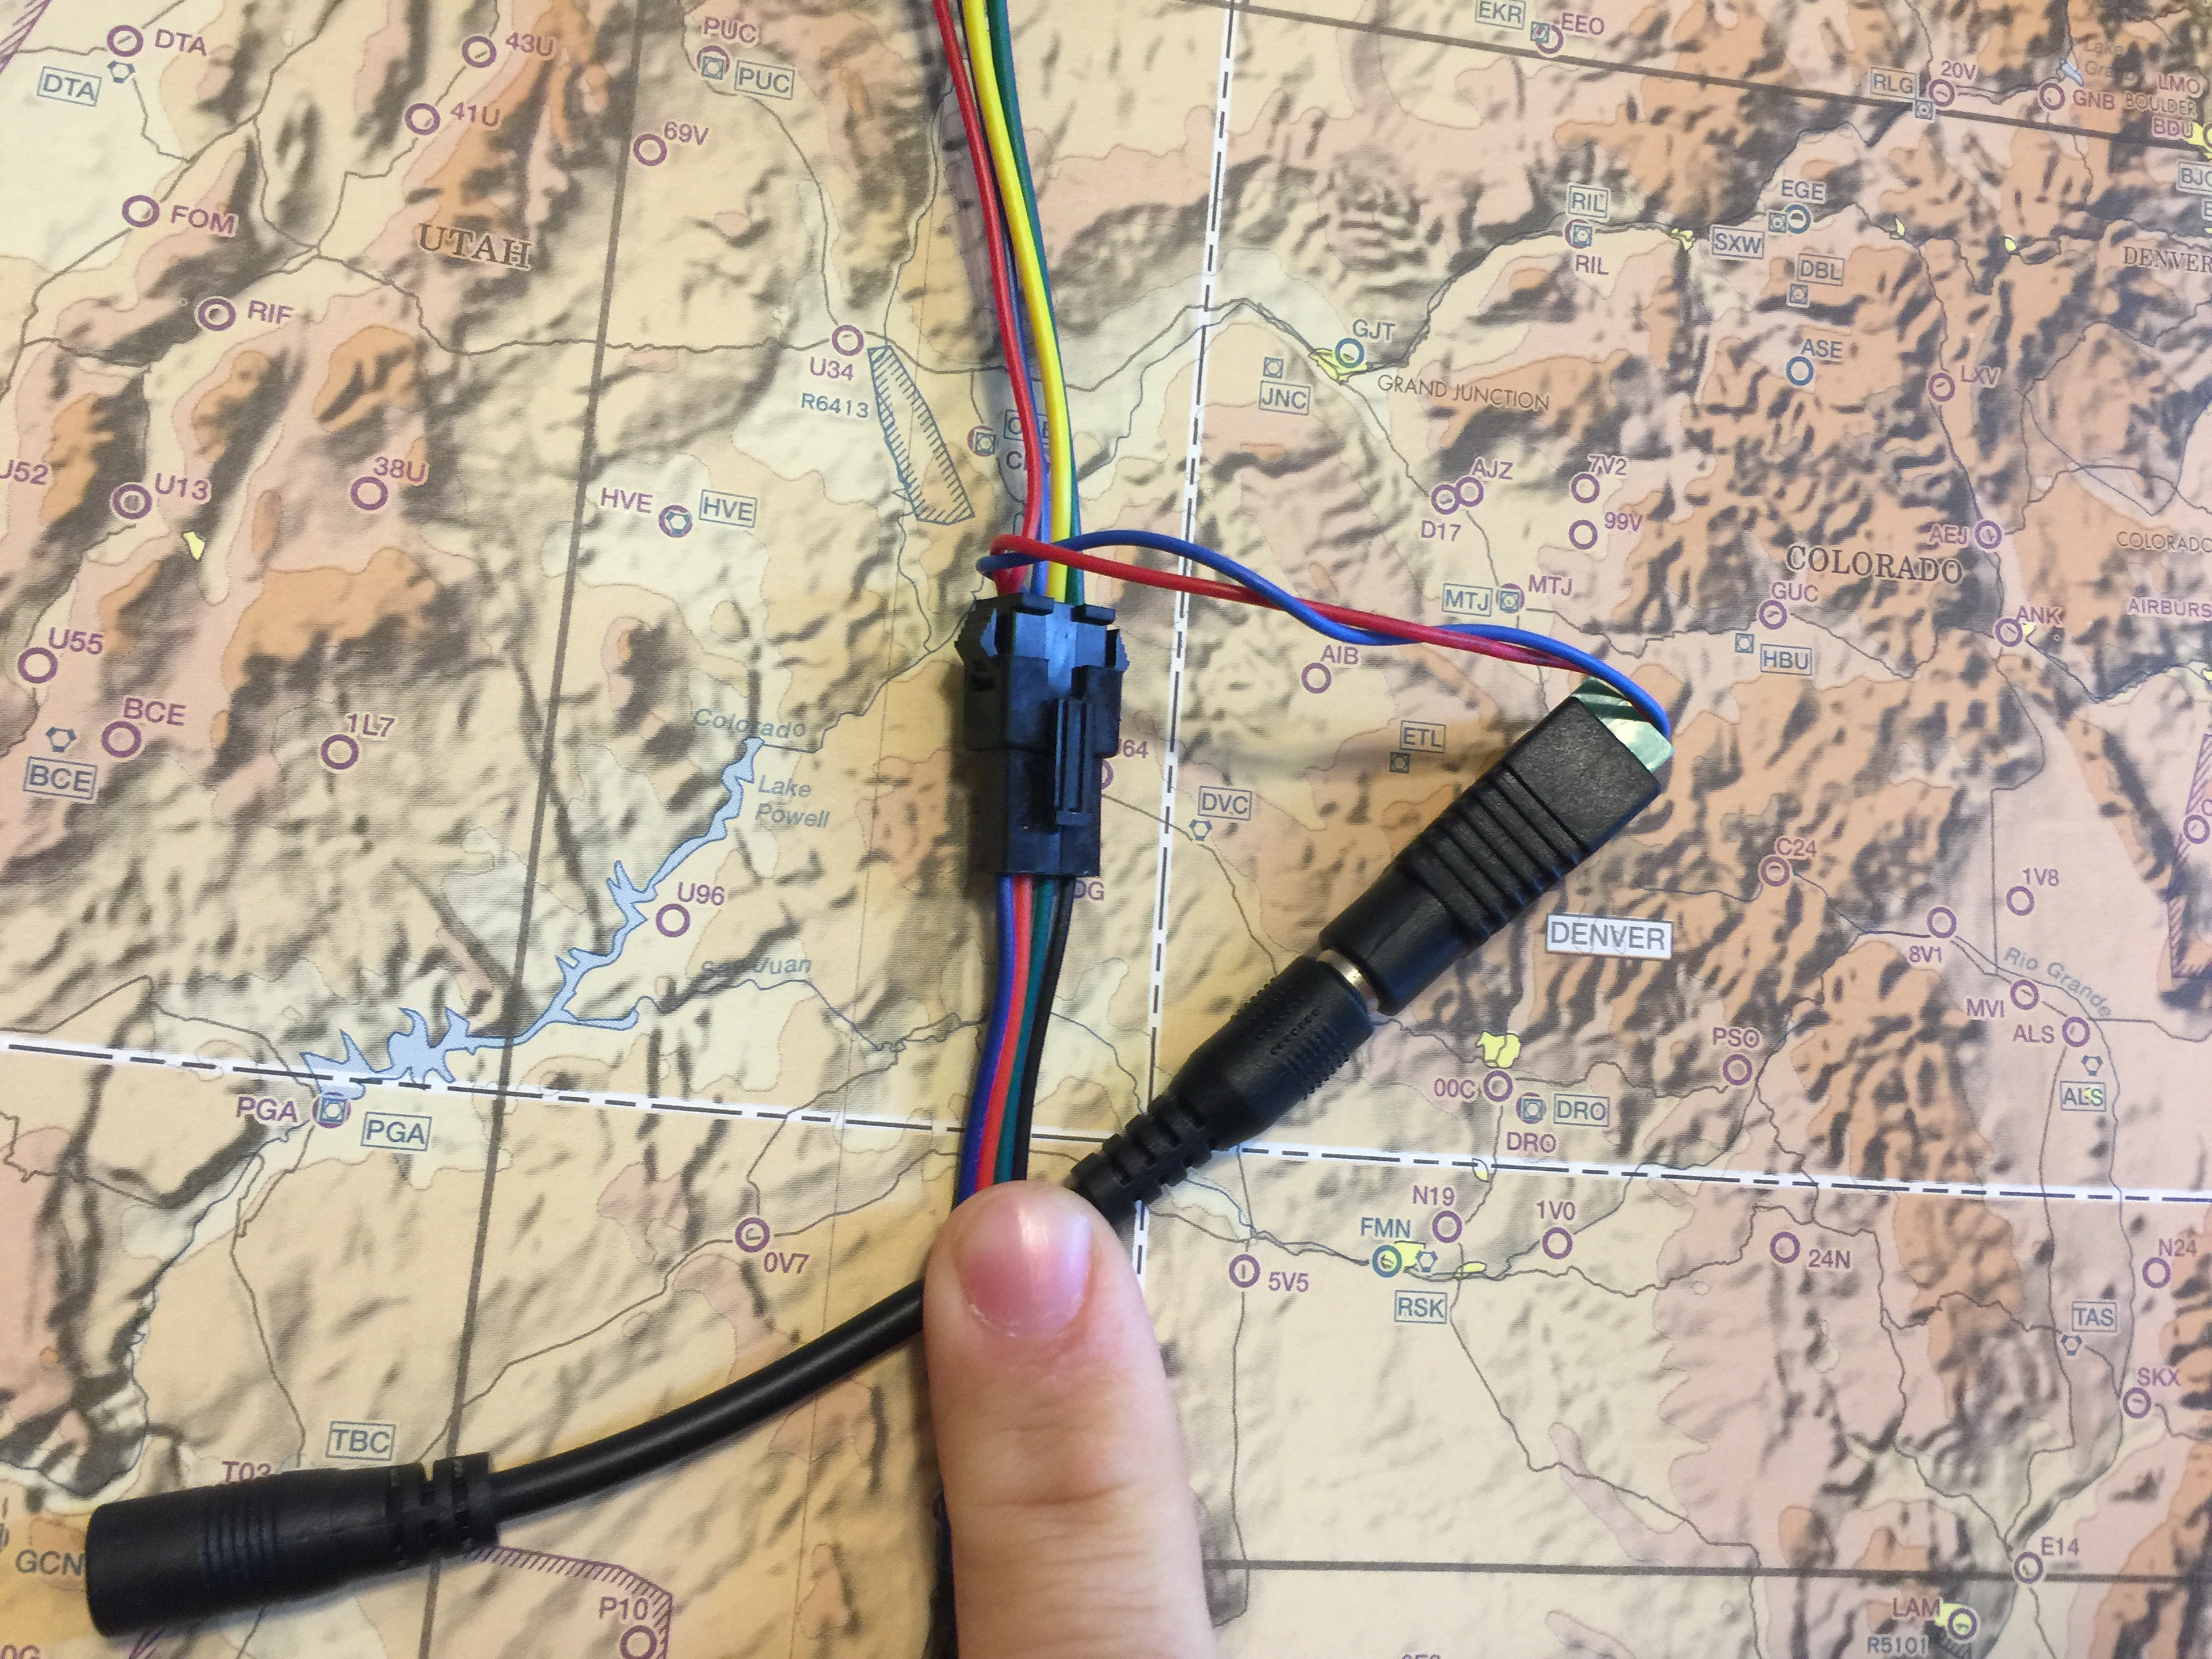 DTA
DTA
43U
41U
PUC
PUC
69V
EKR
EEO
RLG
20V
GNB
LMO
BOULDER
BDU
FOM
UTAH
RIL
RIL
EGE
SXW
DBL
DENVER
RIF
U34
R6413
GJT
JNC
GRAND JUNCTION
ASE
LXV
U52
U13
38U
HVE
HVE
AJZ
D17
7V2
99V
AEJ
COLORADO
COLORADO
MTJ
MTJ
GUC
HBU
ANK
AIRBURS
U55
BCE
BCE
1L7
AIB
ETL
Colorado
Lake
Powell
DVC
U96
C24
1V8
DENVER
8V1
Rio Grande
MVI
ALS
ALS
San Juan
PGA
PGA
00C
DRO
DRO
PSO
0V7
N19
FMN
1V0
5V5
RSK
24N
N24
TAS
SKX
TBC
T03
GCN
P10
E14
LAM
R5101